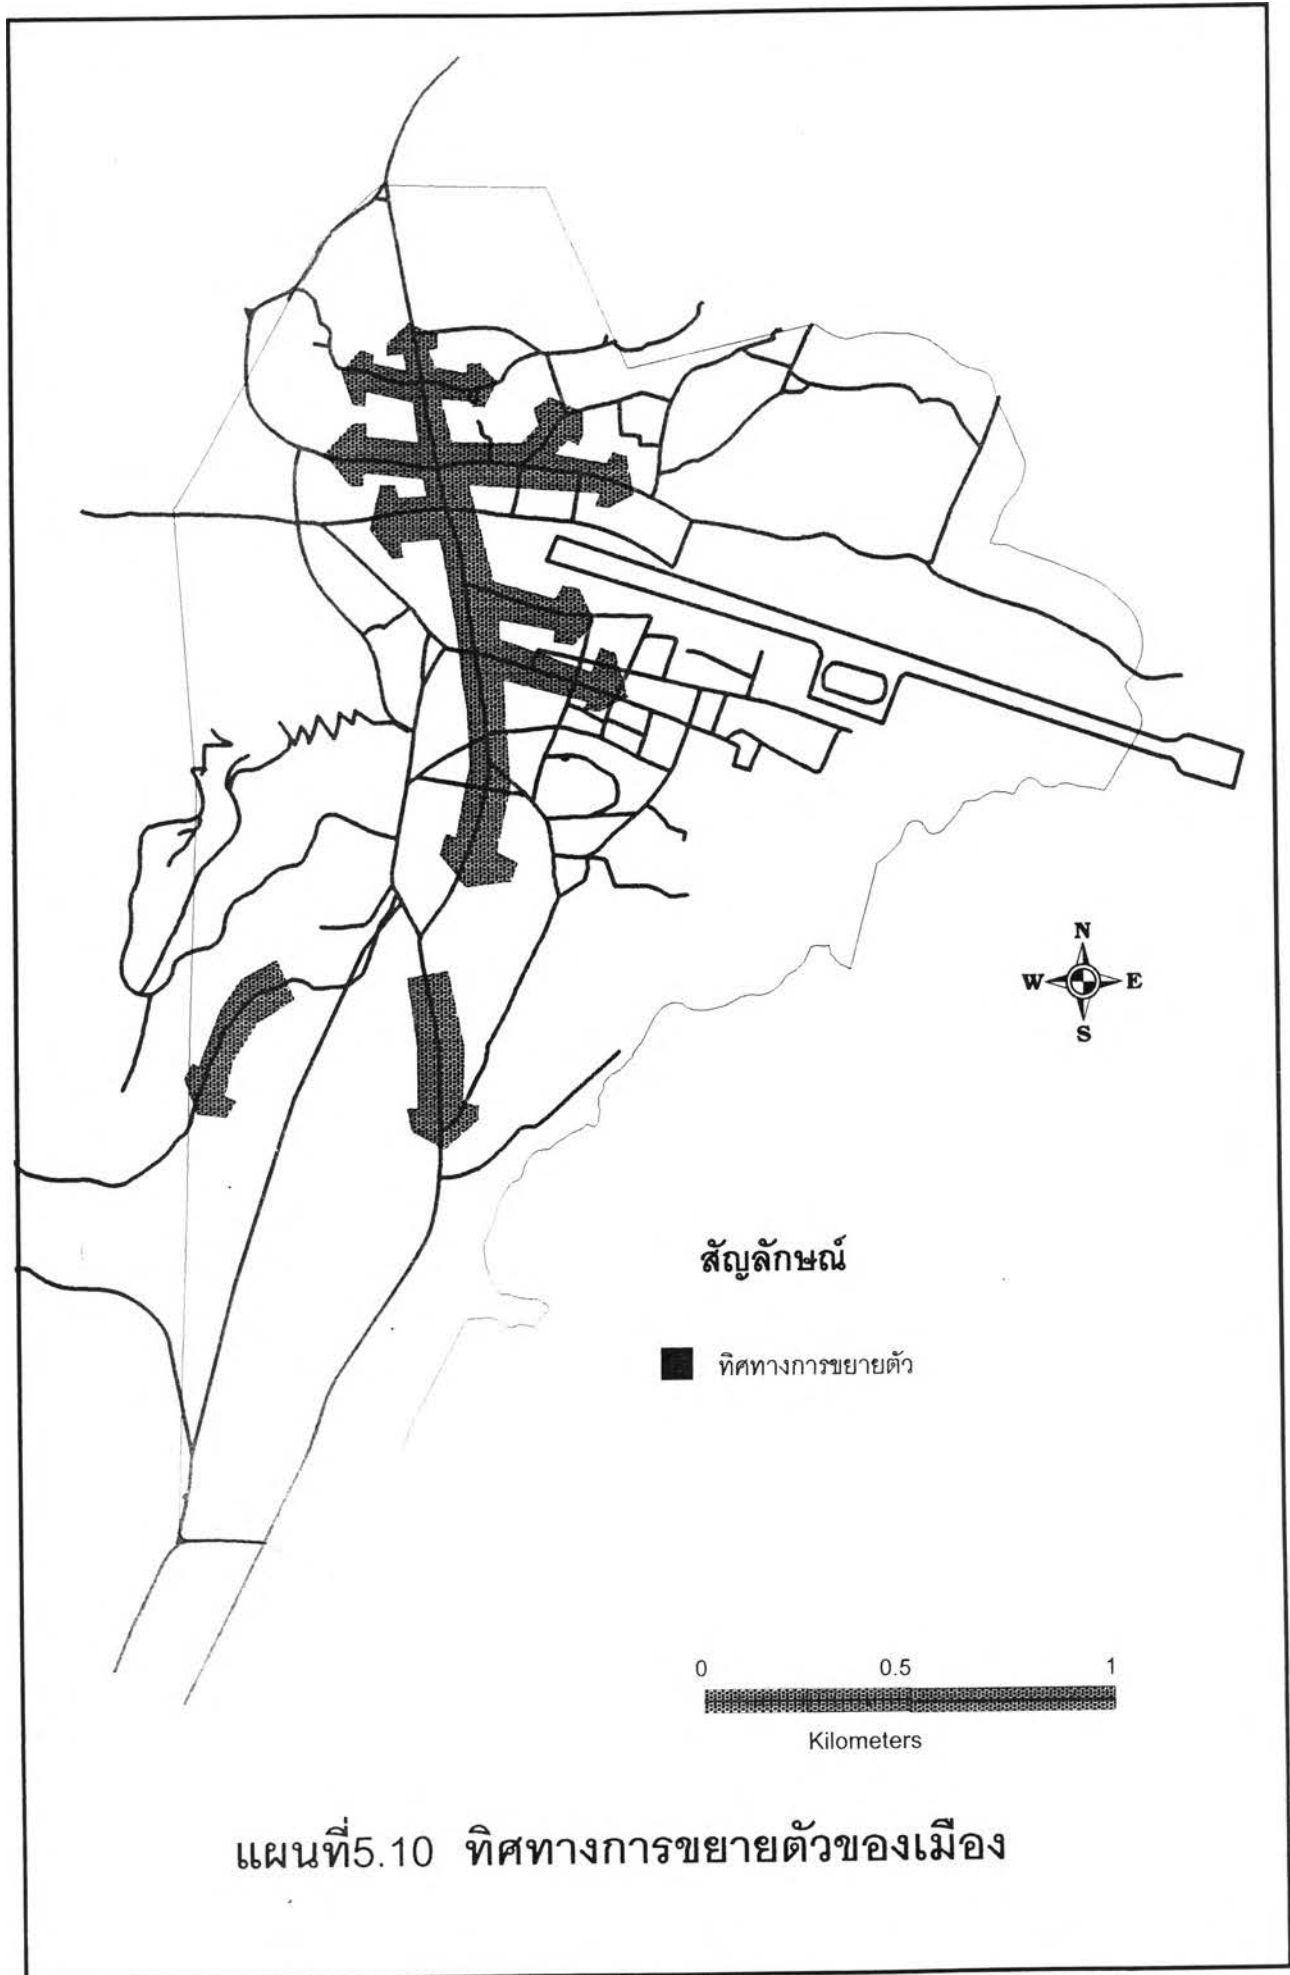 N
W E
S
สัญลักษณ์
ทิศทางการขยายตัว
0 0.5 1
Kilometers
แผนที่5.10 ทิศทางการขยายตัวของเมือง